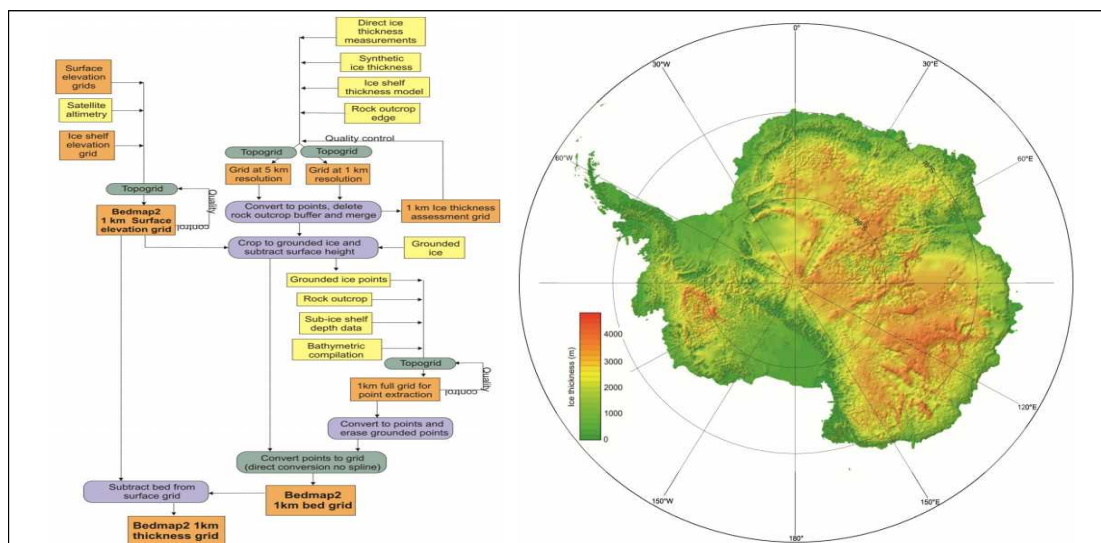 Direct ice
thickness
measurements
Synthetic
ice thickness
Ice shelf
thickness model
Rock outcrop
edge
Surface
elevation
grids
Satellite
altimetry
Ice shelf
elevation
grid
Quality control
Topogrid
Topogrid
Grid at 5 km
resolution
Grid at 1 km
resolution
Topogrid
Quality
control
Bedmap2
1 km Surface
elevation grid
Convert to points, delete
rock outcrop buffer and merge
1 km Ice thickness
assessment grid
Crop to grounded ice and
subtract surface height
Grounded
ice
Grounded ice points
Rock outcrop
Sub-ice shelf
depth data
Bathymetric
compilation
Topogrid
Quality
control
1km full grid for
point extraction
Convert to points and
erase grounded points
Convert points to grid
(direct conversion no spline)
Subtract bed from
surface grid
Bedmap2
1km bed grid
Bedmap2 1km
thickness grid
0°
30°W
30°E
60°W
60°E
120°E
150°W
150°E
180°
Ice thickness (m)
4000
3000
2000
1000
0